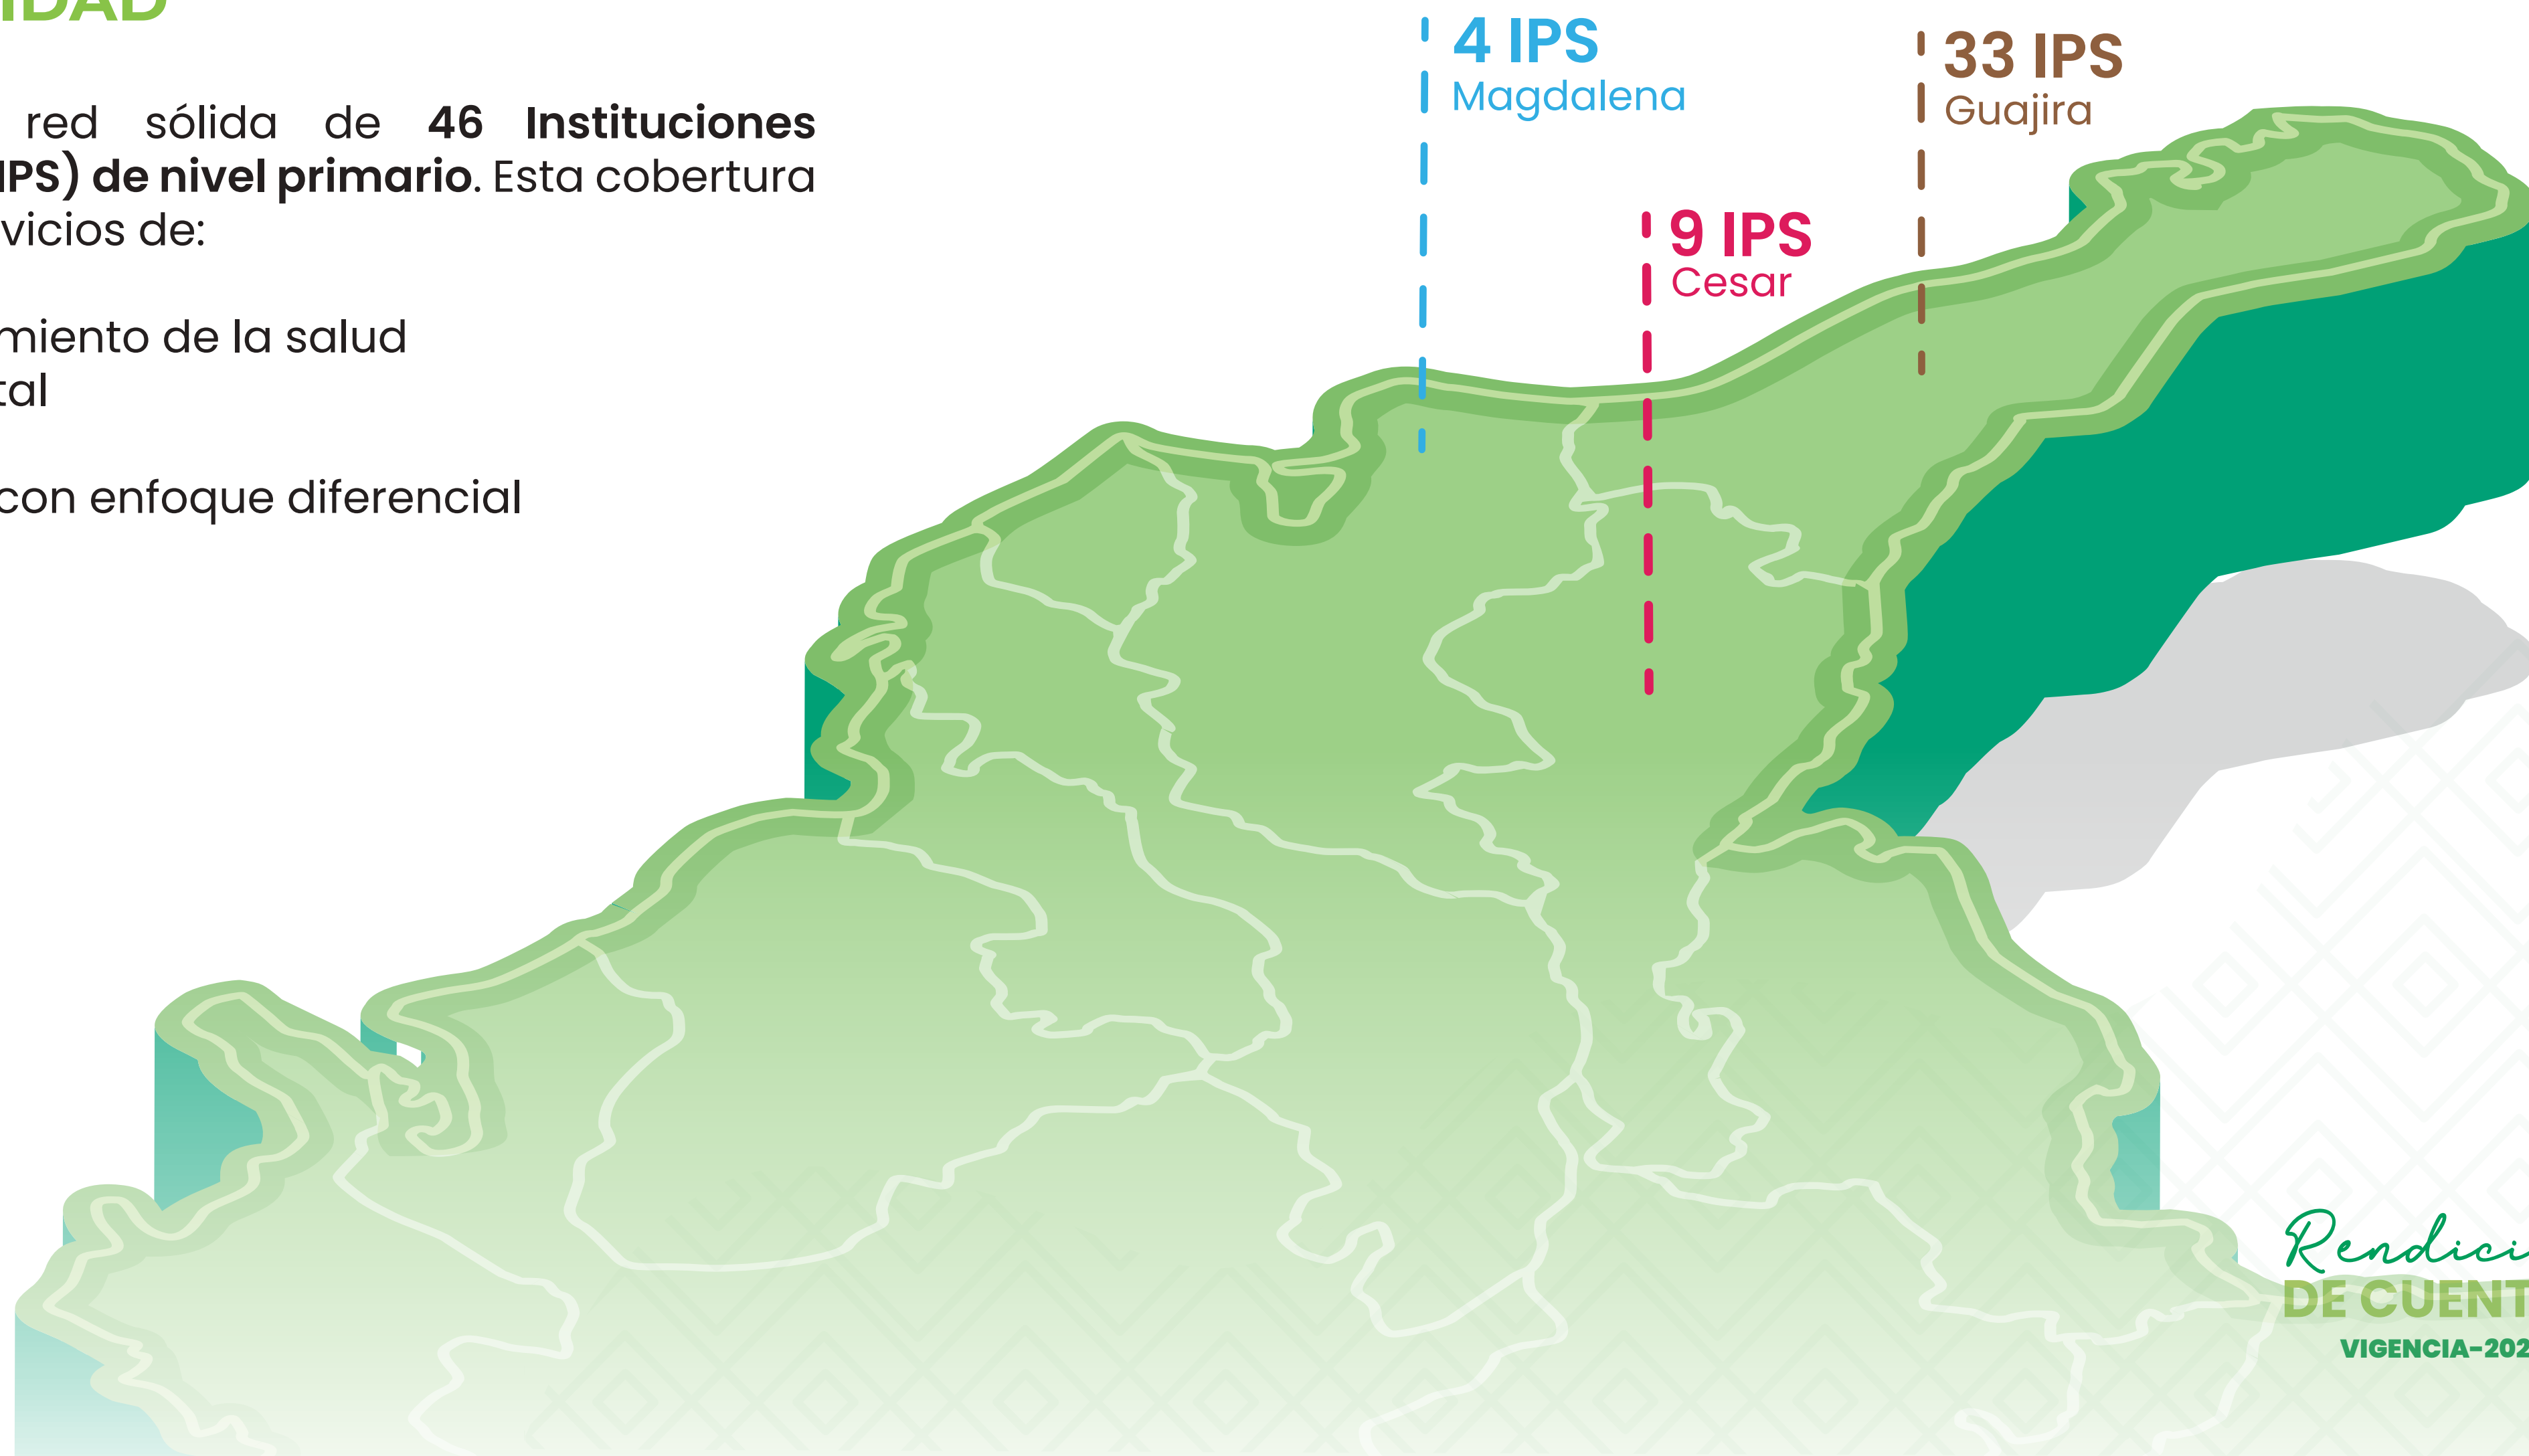 IDAD
red sólida de 46 Instituciones
IPS) de nivel primario. Esta cobertura
vicios de:
miento de la salud
tal
con enfoque diferencial
4 IPS
Magdalena
33 IPS
Guajira
9 IPS
Cesar
Rendici
DE CUENT
VIGENCIA-202